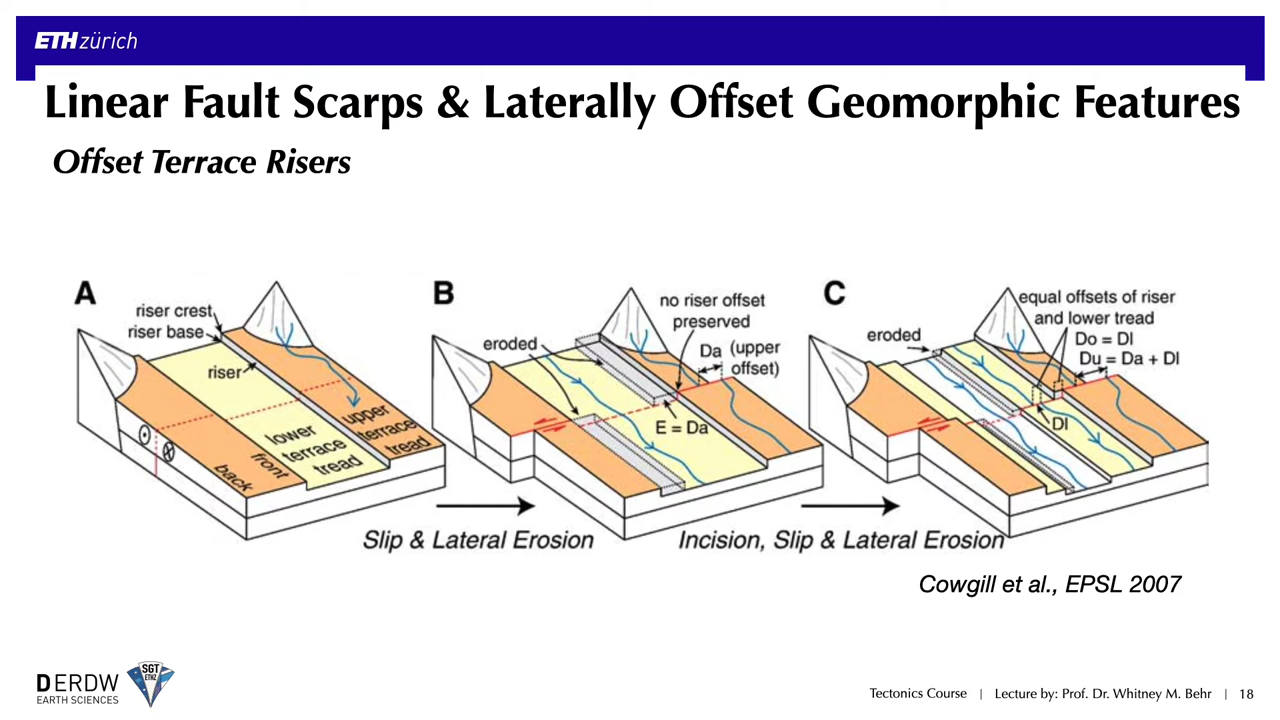 ETH zürich
Linear Fault Scarps & Laterally Offset Geomorphic Features
Offset Terrace Risers
A
riser crest
riser base
riser
upper
terrace
tread
lower
terrace
tread
front
back
B
eroded
no riser offset
preserved
Da (upper
offset)
E = Da
C
eroded
equal offsets of riser
and lower tread
Do = Dl
Du = Da + Dl
Dl
Slip & Lateral Erosion
Incision, Slip & Lateral Erosion
Cowgill et al., EPSL 2007
DERDW
EARTH SCIENCES
SGT
ETHZ
Tectonics Course | Lecture by: Prof. Dr. Whitney M. Behr | 18